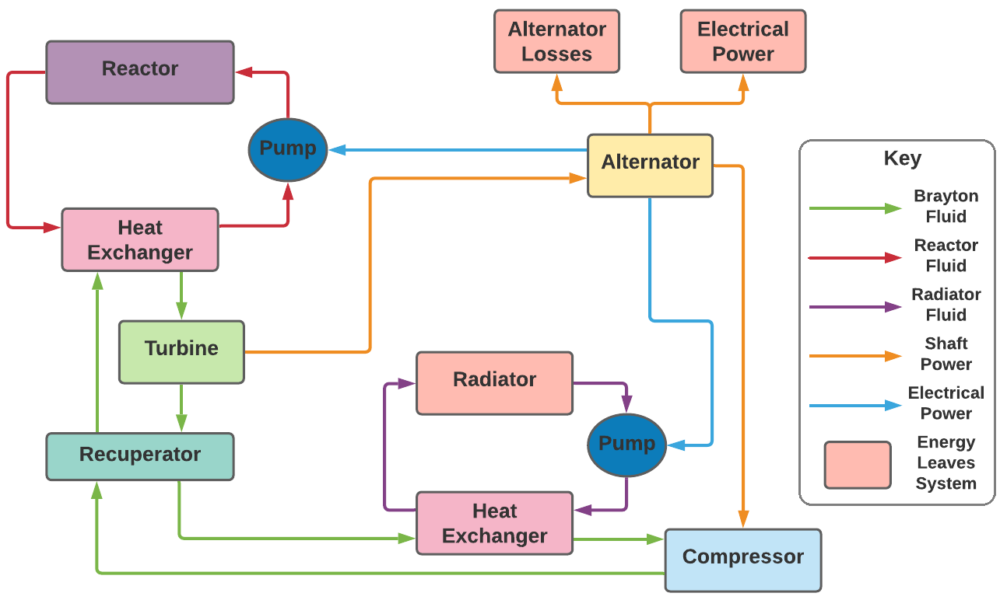 Alternator
Losses
Electrical
Power
Reactor
Pump
Alternator
Heat
Exchanger
Turbine
Recuperator
Radiator
Pump
Heat
Exchanger
Compressor
Key
Brayton
Fluid
Reactor
Fluid
Radiator
Fluid
Shaft
Power
Electrical
Power
Energy
Leaves
System